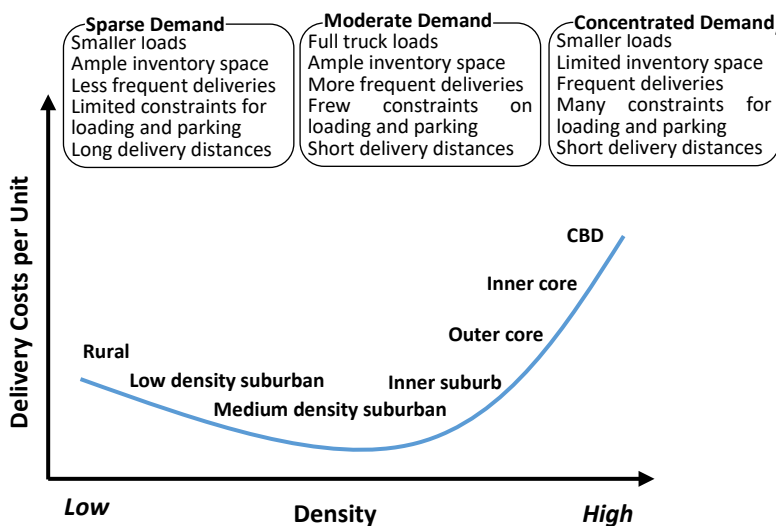 Sparse Demand
Smaller loads
Ample inventory space
Less frequent deliveries
Limited constraints for
loading and parking
Long delivery distances
Moderate Demand
Full truck loads
Ample inventory space
More frequent deliveries
Frew constraints on
loading and parking
Short delivery distances
Concentrated Demand
Smaller loads
Limited inventory space
Frequent deliveries
Many constraints for
loading and parking
Short delivery distances
Delivery Costs per Unit
CBD
Inner core
Outer core
Rural
Low density suburban
Inner suburb
Medium density suburban
Low
Density
High